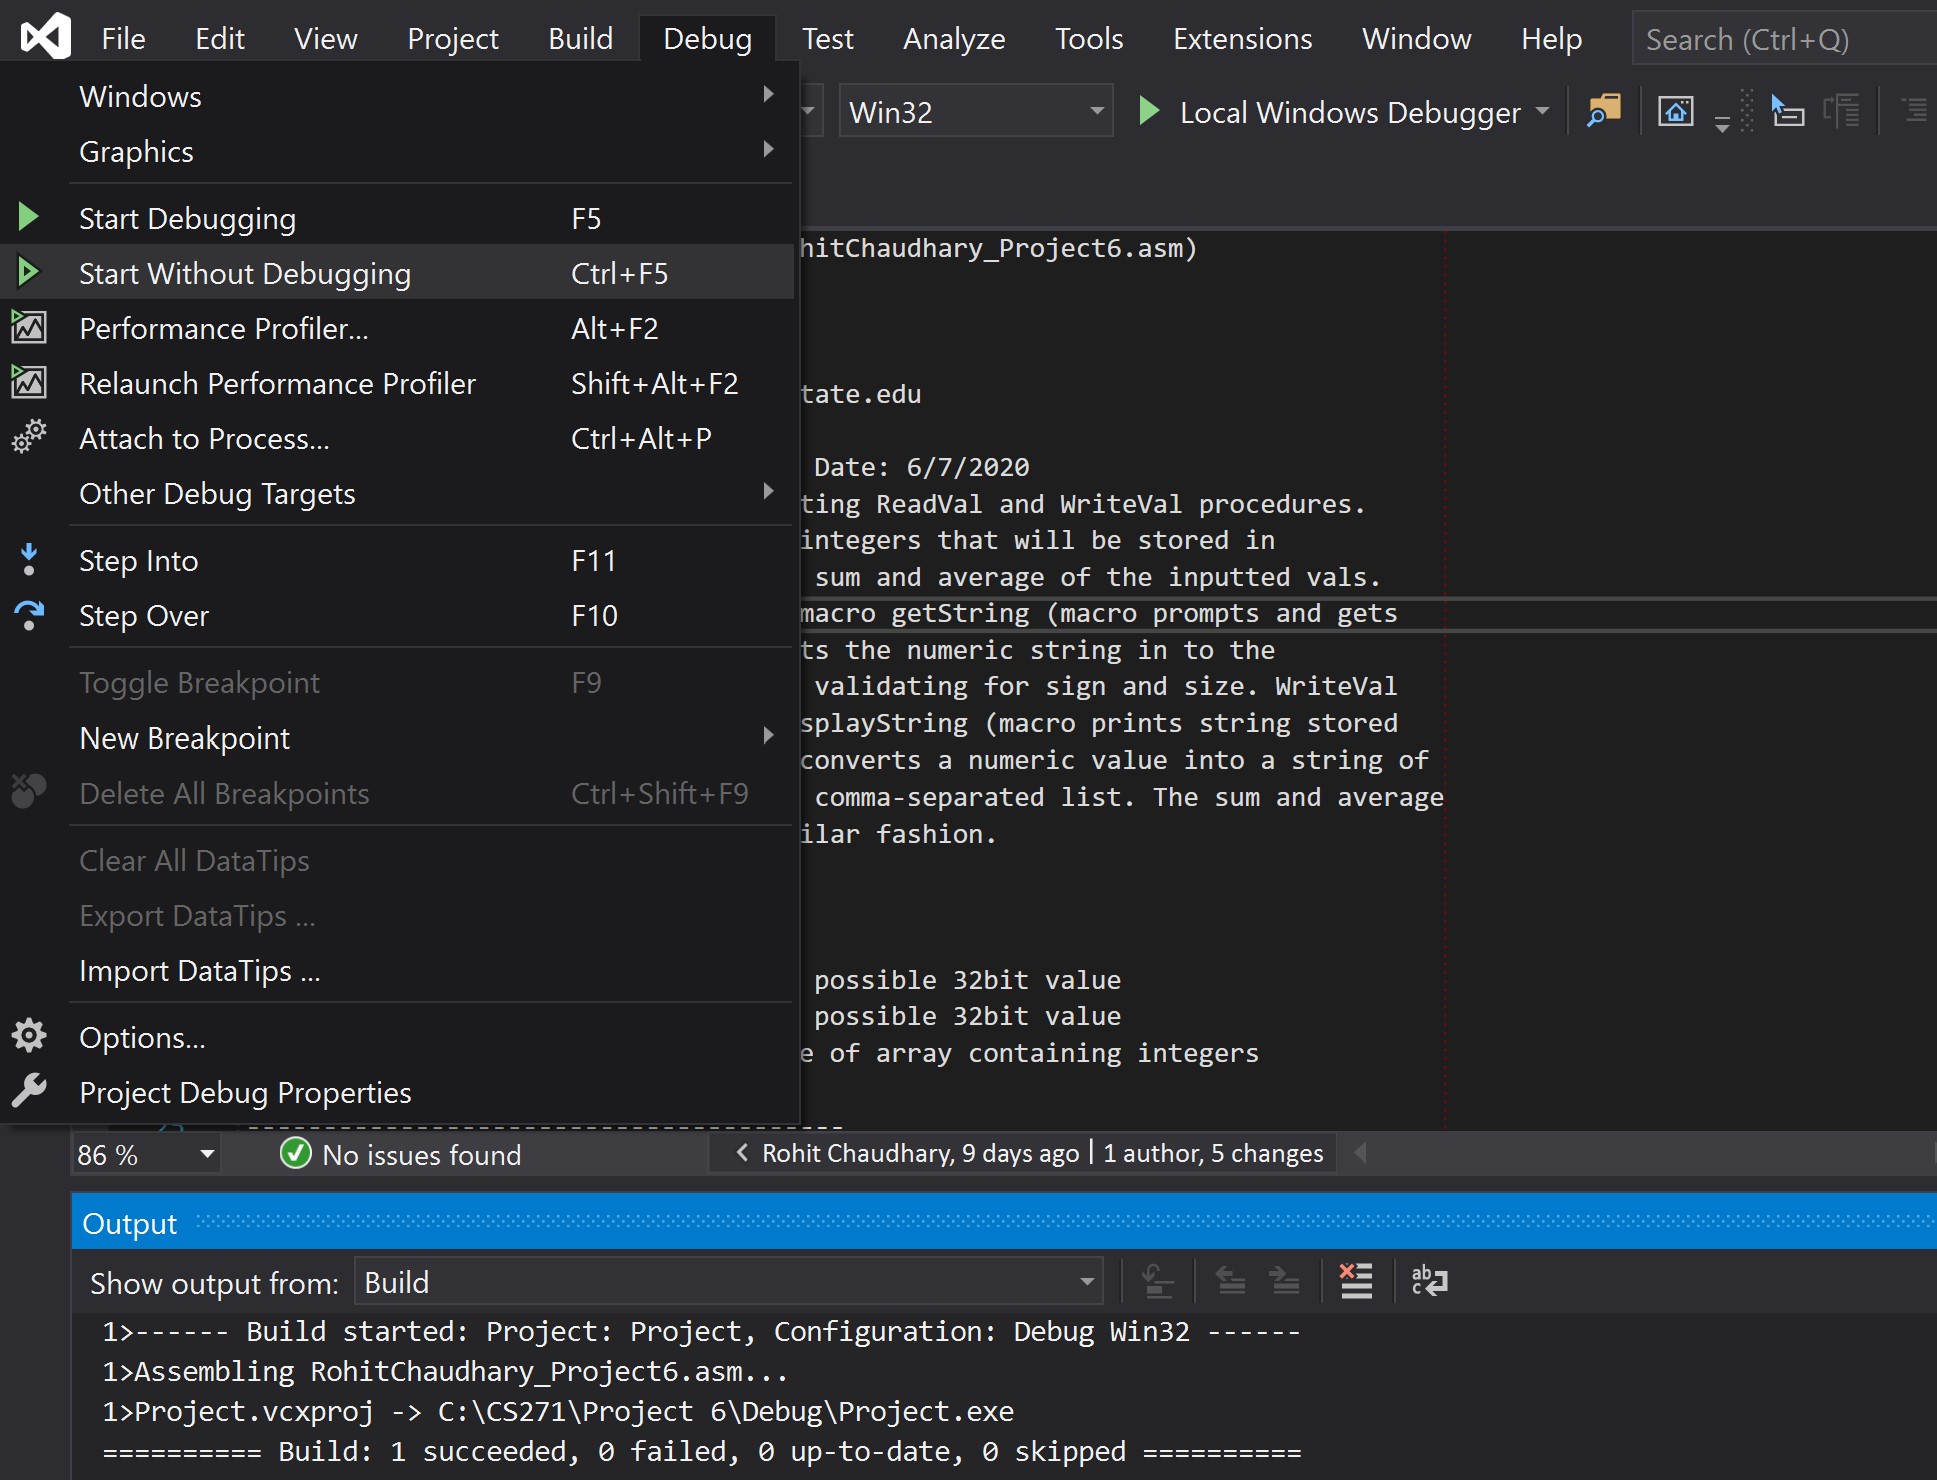 File Edit View Project Build Debug Test Analyze Tools Extensions Window Help Search (Ctrl+Q)
Win32 Local Windows Debugger
Windows
Graphics
Start Debugging F5
Start Without Debugging Ctrl+F5
Performance Profiler... Alt+F2
Relaunch Performance Profiler Shift+Alt+F2
Attach to Process... Ctrl+Alt+P
Other Debug Targets
Step Into F11
Step Over F10
Toggle Breakpoint F9
New Breakpoint
Delete All Breakpoints Ctrl+Shift+F9
Clear All DataTips
Export DataTips ...
Import DataTips ...
Options...
Project Debug Properties
hitChaudhary_Project6.asm)
tate.edu
Date: 6/7/2020
ting ReadVal and WriteVal procedures.
integers that will be stored in
sum and average of the inputted vals.
macro getString (macro prompts and gets
ts the numeric string in to the
validating for sign and size. WriteVal
splayString (macro prints string stored
converts a numeric value into a string of
comma-separated list. The sum and average
ilar fashion.
possible 32bit value
possible 32bit value
e of array containing integers
86 % No issues found < Rohit Chaudhary, 9 days ago | 1 author, 5 changes
Output
Show output from: Build
1>------ Build started: Project: Project, Configuration: Debug Win32 ------
1>Assembling RohitChaudhary_Project6.asm...
1>Project.vcxproj -> C:\CS271\Project 6\Debug\Project.exe
========== Build: 1 succeeded, 0 failed, 0 up-to-date, 0 skipped ==========